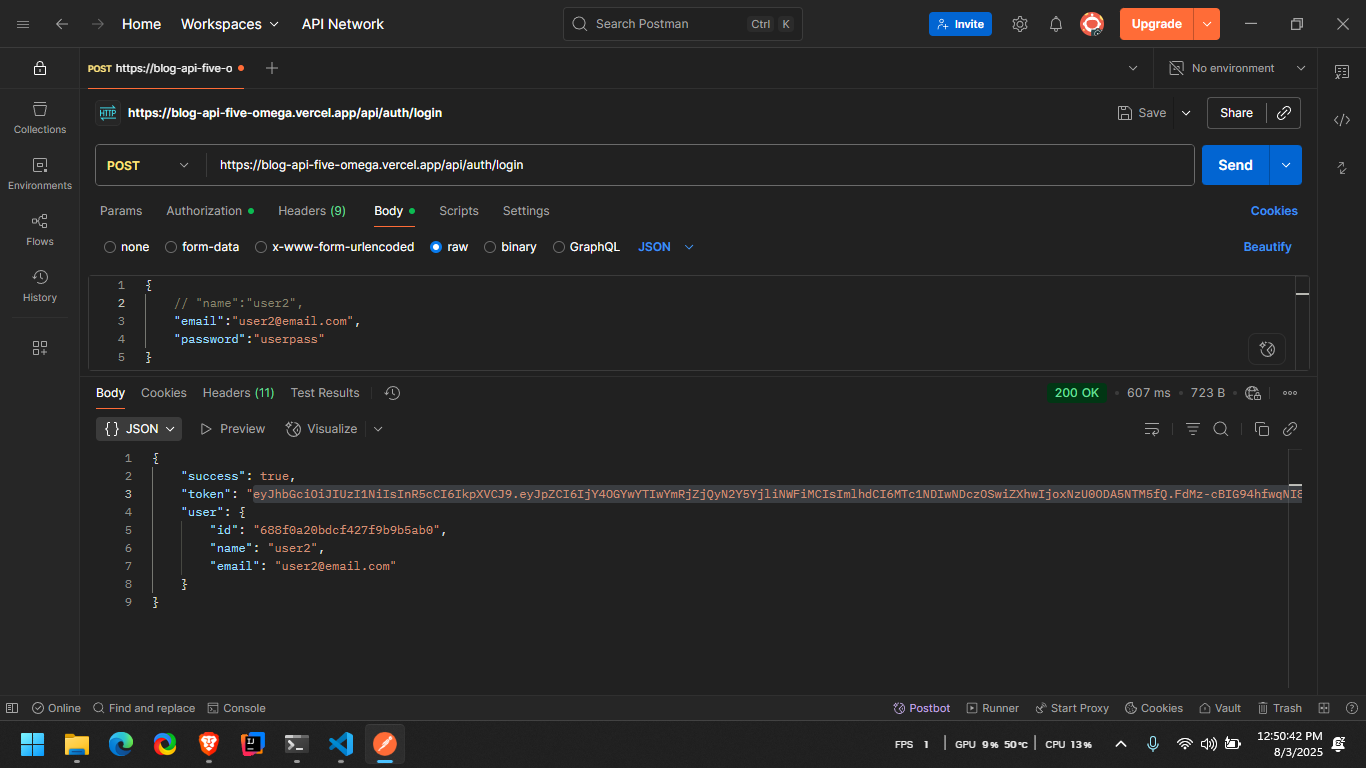 Home Workspaces API Network Search Postman Ctrl K Invite Upgrade
POST https://blog-api-five-o No environment
HTTP https://blog-api-five-omega.vercel.app/api/auth/login Save Share
Collections
POST https://blog-api-five-omega.vercel.app/api/auth/login Send
Environments
Params Authorization Headers (9) Body Scripts Settings Cookies
Flows
none form-data x-www-form-urlencoded raw binary GraphQL JSON Beautify
History
1 {
2 // "name":"user2",
3 "email":"user2@email.com",
4 "password":"userpass"
5 }
Body Cookies Headers (11) Test Results 200 OK 607 ms 723 B
{} JSON Preview Visualize
1 {
2 "success": true,
3 "token": "eyJhbGciOiJIUzI1NiIsInR5cCI6IkpXVCJ9.eyJpZCI6IjY4OGYwYTIwYmRjZjQyN2Y5YjliNWFiMCIsImlhdCI6MTc1NDIwNDczOSwiZXhwIjoxNzU0ODA5NTM5fQ.FdMz-cBIG94hfwqNI8
4 "user": {
5 "id": "688f0a20bdcf427f9b9b5ab0",
6 "name": "user2",
7 "email": "user2@email.com"
8 }
9 }
Online Find and replace Console Postbot Runner Start Proxy Cookies Vault Trash
FPS 1 GPU 9% 50°C CPU 13% 12:50:42 PM
8/3/2025